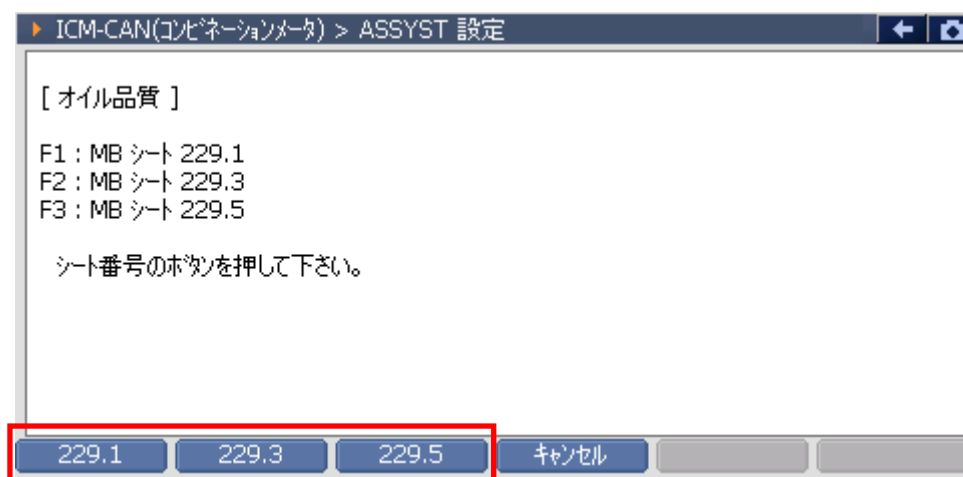 ICM-CAN(ｺﾝﾋﾞﾈｰｼｮﾝﾒｰﾀ) > ASSYST 設定
[ オイル品質 ]
F1 : MB ｼｰﾄ 229.1
F2 : MB ｼｰﾄ 229.3
F3 : MB ｼｰﾄ 229.5
ｼｰﾄ番号のﾎﾞﾀﾝを押して下さい。
229.1 229.3 229.5 ｷｬﾝｾﾙ